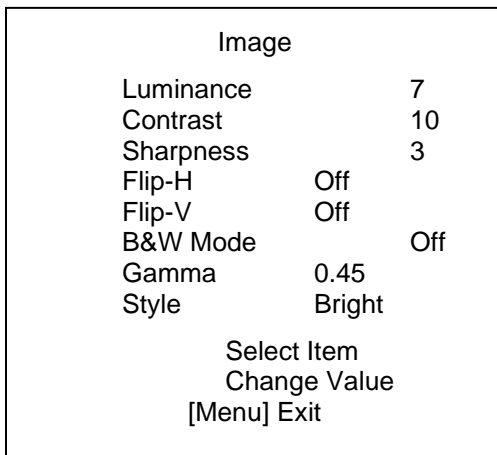 Image
Luminance 7
Contrast 10
Sharpness 3
Flip-H Off
Flip-V Off
B&W Mode Off
Gamma 0.45
Style Bright
Select Item
Change Value
[Menu] Exit